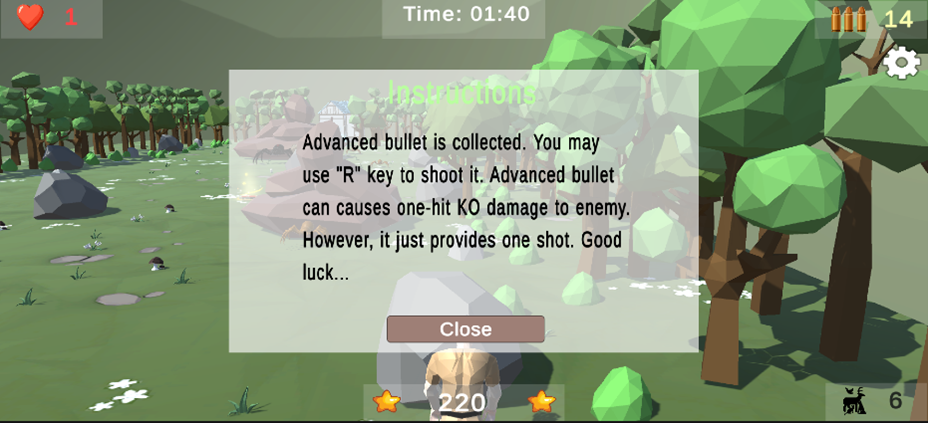 1
Time: 01:40
14
Instructions
Advanced bullet is collected. You may
use "R" key to shoot it. Advanced bullet
can causes one-hit KO damage to enemy.
However, it just provides one shot. Good
luck...
Close
220
6